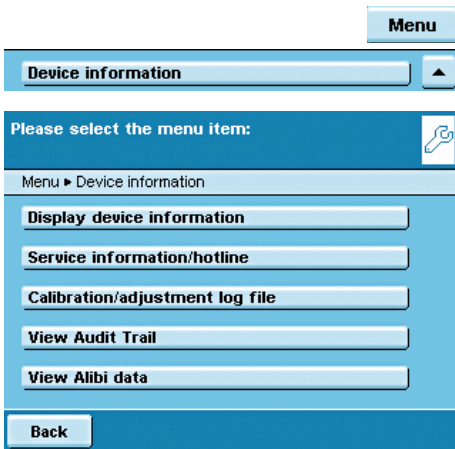 Menu
Device information
Please select the menu item:
Menu ▸ Device information
Display device information
Service information/hotline
Calibration/adjustment log file
View Audit Trail
View Alibi data
Back